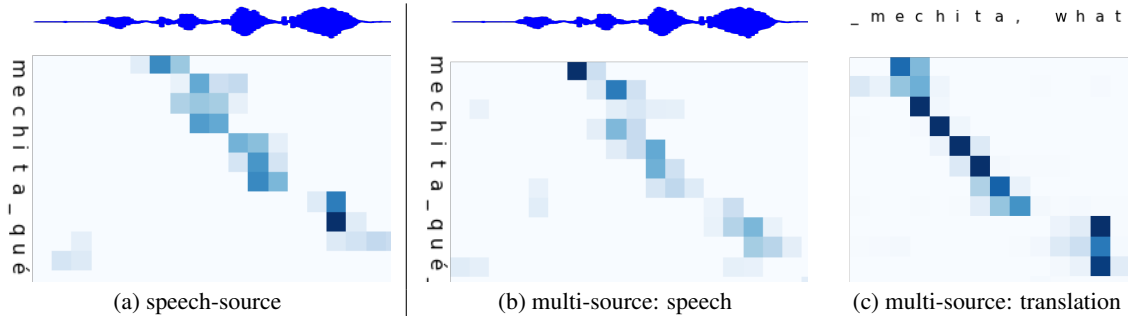 _ m e c h i t a , w h a t
m e c h i t a _ q u é
m e c h i t a _ q u é _
(a) speech-source
(b) multi-source: speech
(c) multi-source: translation